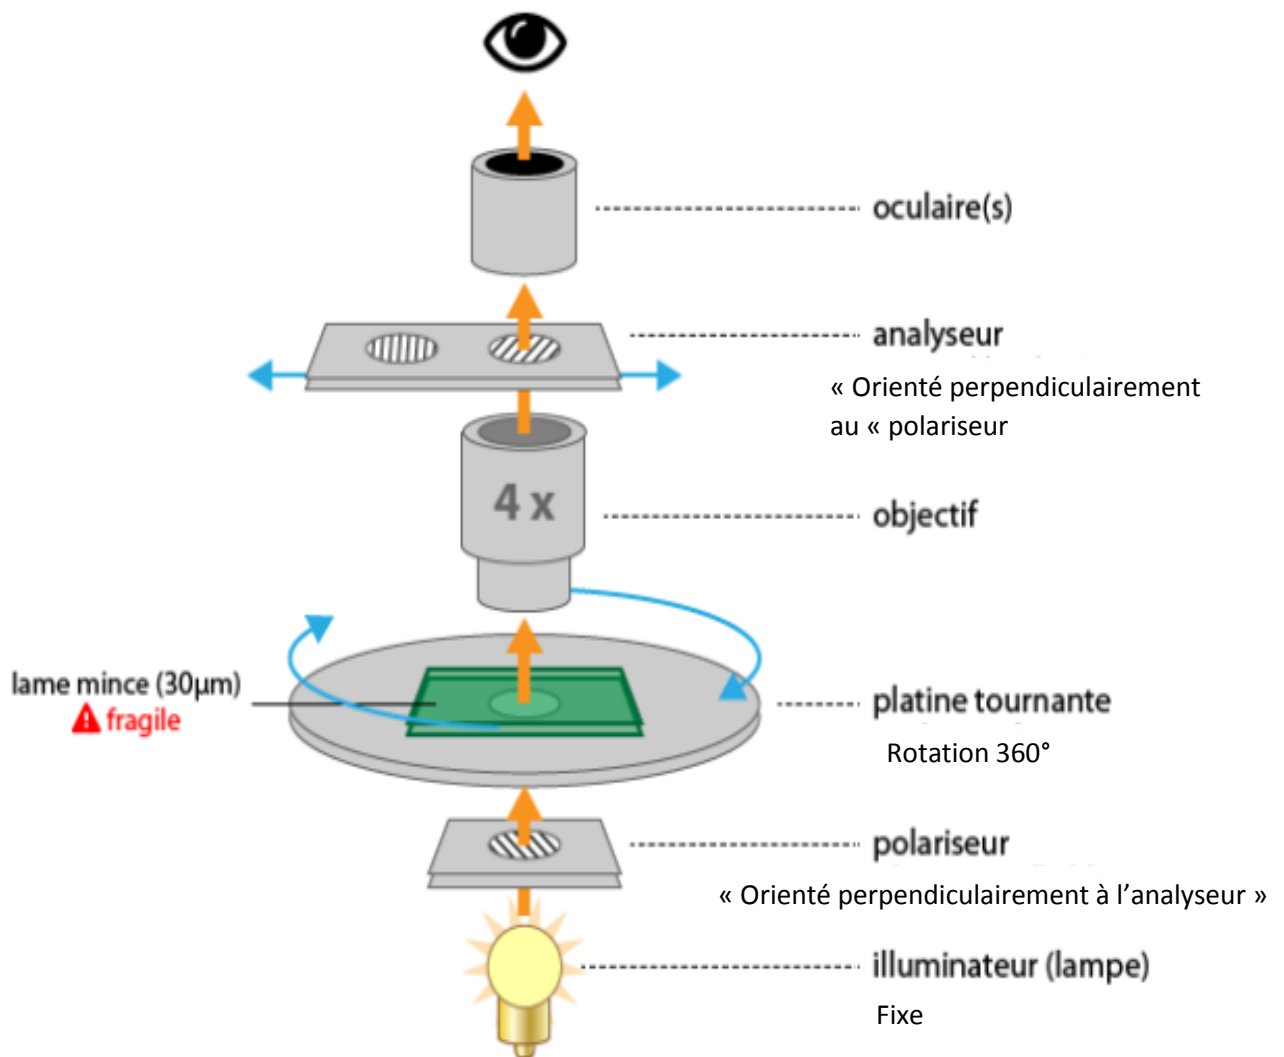 oculaire(s)
analyseur
« Orienté perpendiculairement
au « polariseur
4 x
objectif
lame mince (30µm)
fragile
platine tournante
Rotation 360°
polariseur
« Orienté perpendiculairement à l’analyseur »
illuminateur (lampe)
Fixe